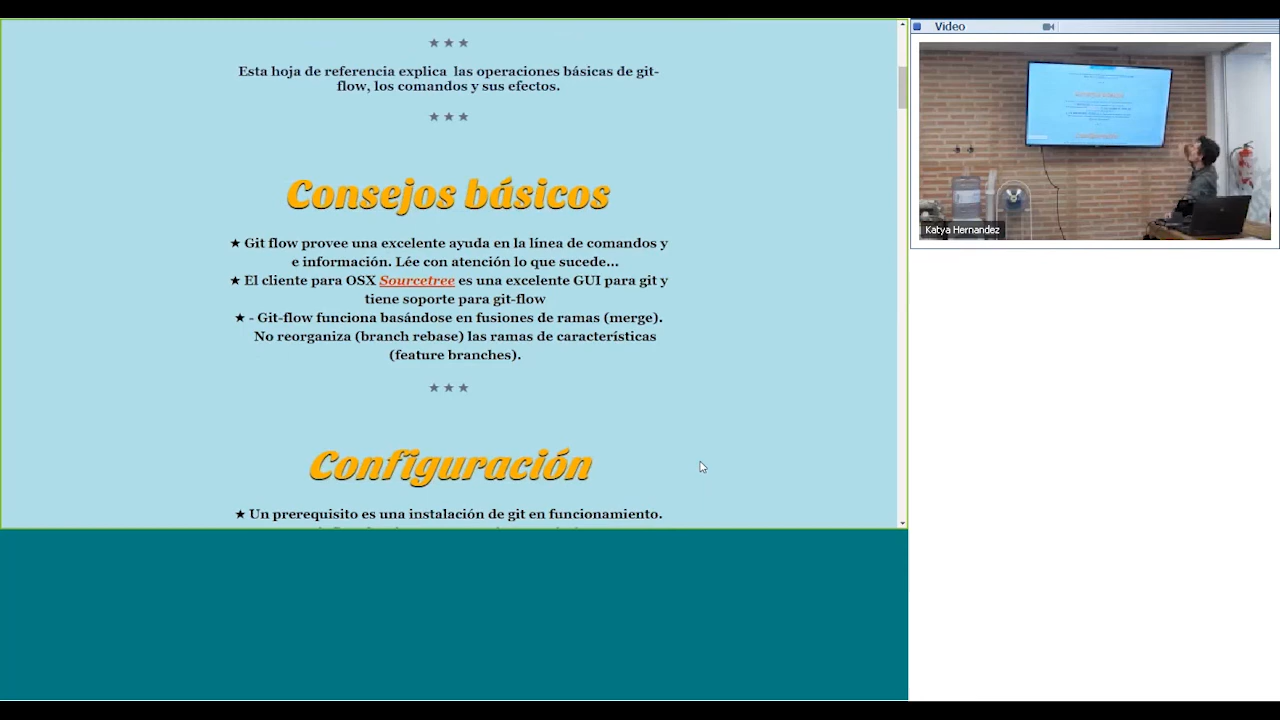 ★ ★ ★
Esta hoja de referencia explica las operaciones básicas de git-
flow, los comandos y sus efectos.
★ ★ ★
Consejos básicos
★ Git flow provee una excelente ayuda en la línea de comandos y
e información. Lée con atención lo que sucede...
★ El cliente para OSX Sourcetree es una excelente GUI para git y
tiene soporte para git-flow
★ - Git-flow funciona basándose en fusiones de ramas (merge).
No reorganiza (branch rebase) las ramas de características
(feature branches).
★ ★ ★
Configuración
★ Un prerequisito es una instalación de git en funcionamiento.
Video
Katya Hernandez